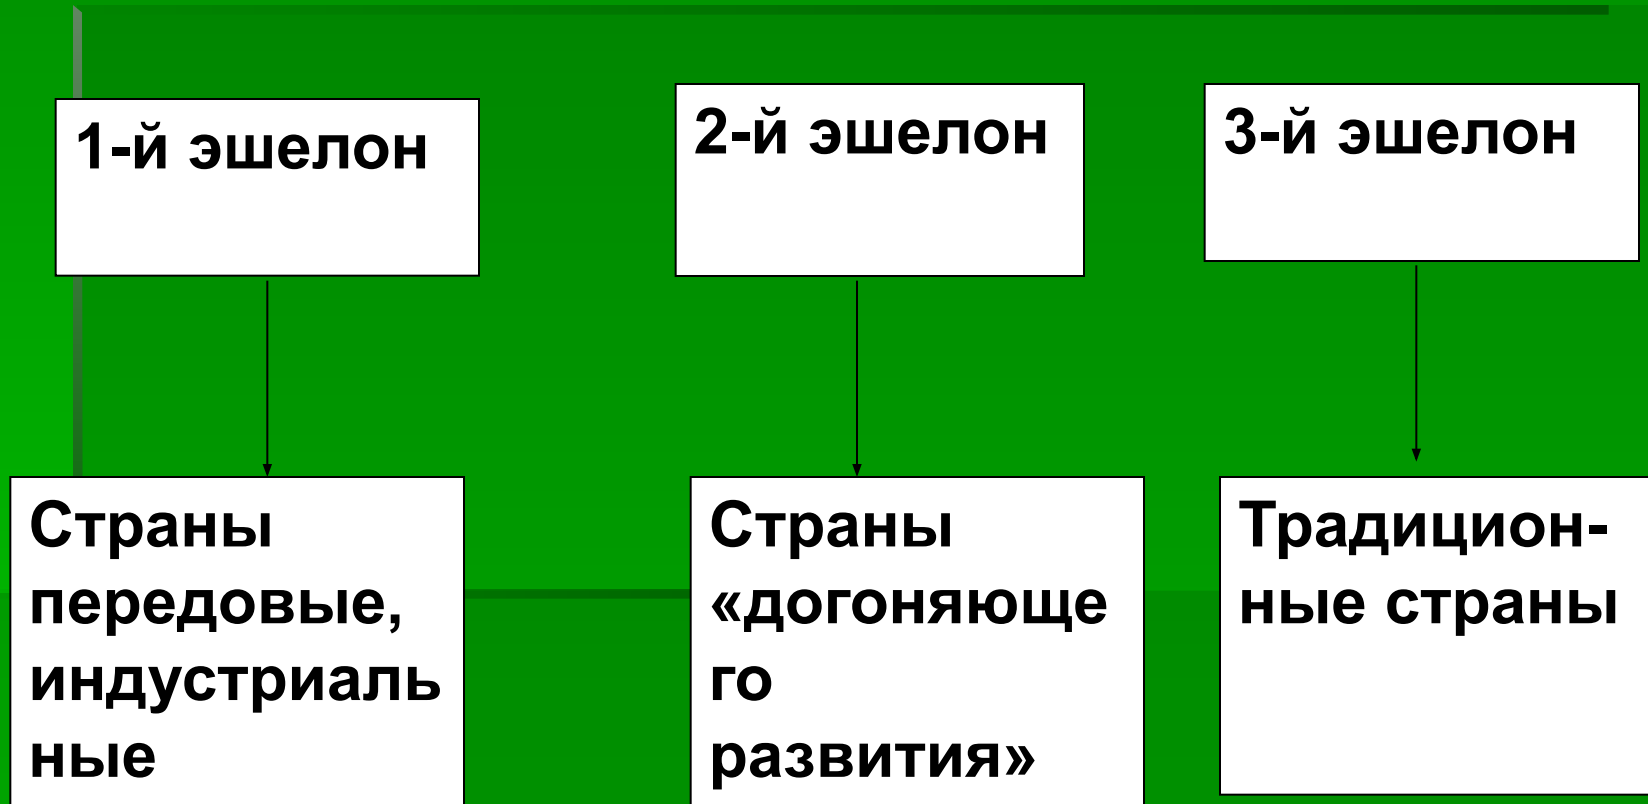 1-й эшелон
2-й эшелон
3-й эшелон
Страны
передовые,
индустриаль
ные
Страны
«догоняюще
го
развития»
Традицион-
ные страны